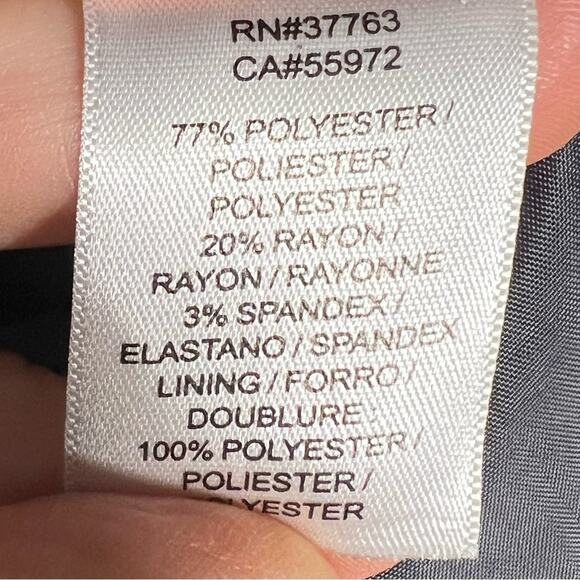 RN#37763
CA#55972
77% POLYESTER/
POLIESTER/
POLYESTER
20% RAYON/
RAYON/RAYONNE
3% SPANDEX/
ELASTANO/SPANDEX
LINING/FORRO/
DOUBLURE:
100% POLYESTER/
POLIESTER/